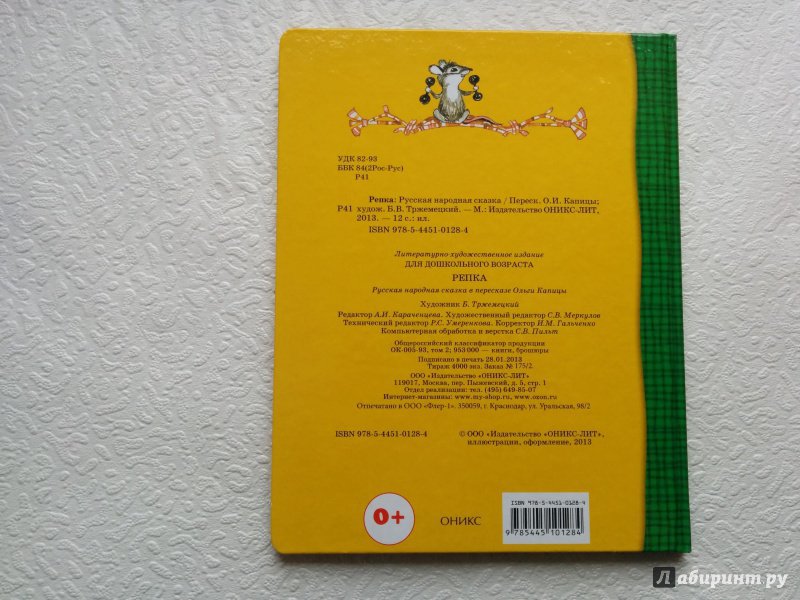 УДК 82-93
ББК 84(2Рос-Рус)
Р41
Репка: Русская народная сказка / Переск. О.И. Капицы;
Р41 худож. Б.В. Тржемецкий. — М.: Издательство ОНИКС-ЛИТ,
2013. — 12 с.: ил.
ISBN 978-5-4451-0128-4
Литературно-художественное издание
ДЛЯ ДОШКОЛЬНОГО ВОЗРАСТА
РЕПКА
Русская народная сказка в пересказе Ольги Капицы
Художник Б. Тржемецкий
Редактор А.И. Караченцева. Художественный редактор С.В. Меркулов
Технический редактор Р.С. Умеренкова. Корректор И.М. Гальченко
Компьютерная обработка и верстка С.В. Пильт
Общероссийский классификатор продукции
ОК-005-93, том 2; 953000 — книги, брошюры
Подписано в печать 28.01.2013
Тираж 4000 экз. Заказ № 175/2.
ООО «Издательство «ОНИКС-ЛИТ»
119017, Москва, пер. Пыжевский, д. 5, стр. 1
Отдел реализации: тел. (495) 649-85-07
Интернет-магазины: www.my-shop.ru, www.ozon.ru
Отпечатано в ООО «Флер-1». 350059, г. Краснодар, ул. Уральская, 98/2
ISBN 978-5-4451-0128-4
© ООО «Издательство «ОНИКС-ЛИТ»,
иллюстрации, оформление, 2013
0+
ОНИКС
ISBN 978-5-4451-0128-4
9 785445 101284
Лабиринт.ру